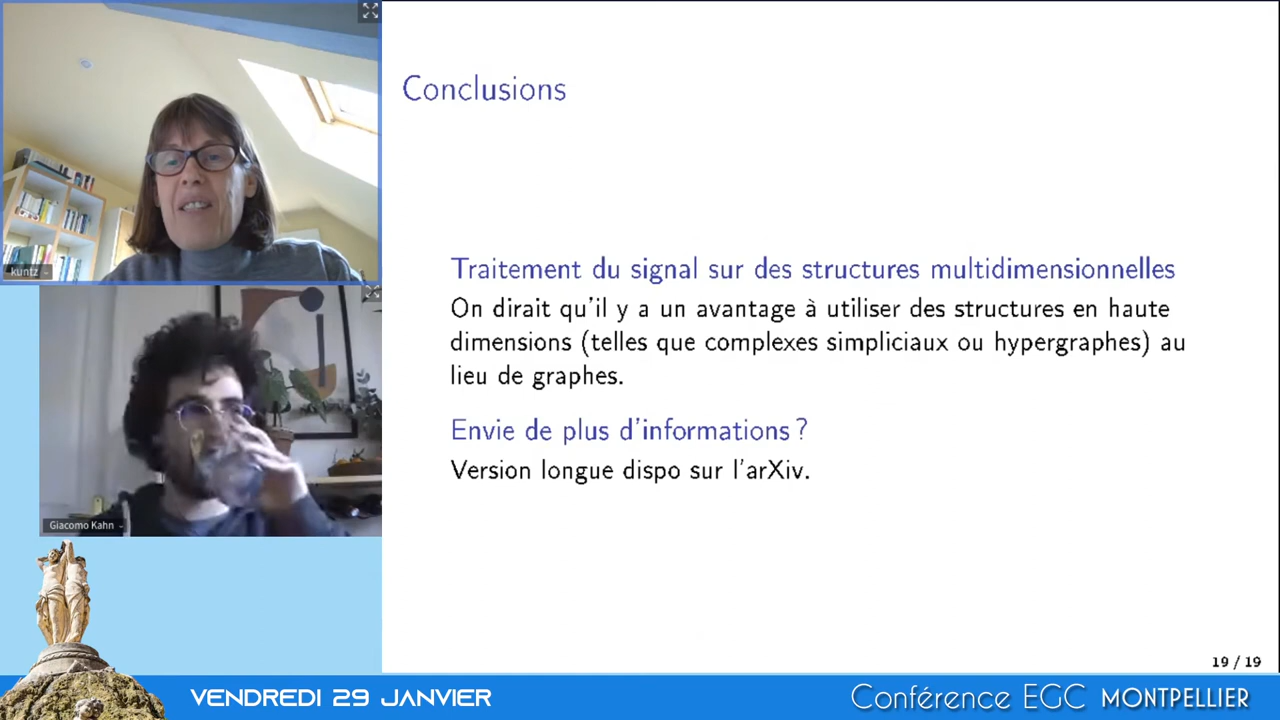 kuntz
Giacomo Kahn
Conclusions
Traitement du signal sur des structures multidimensionnelles
On dirait qu'il y a un avantage à utiliser des structures en haute
dimensions (telles que complexes simpliciaux ou hypergraphes) au
lieu de graphes.
Envie de plus d'informations ?
Version longue dispo sur l'arXiv.
19 / 19
VENDREDI 29 JANVIER
Conférence EGC MONTPELLIER